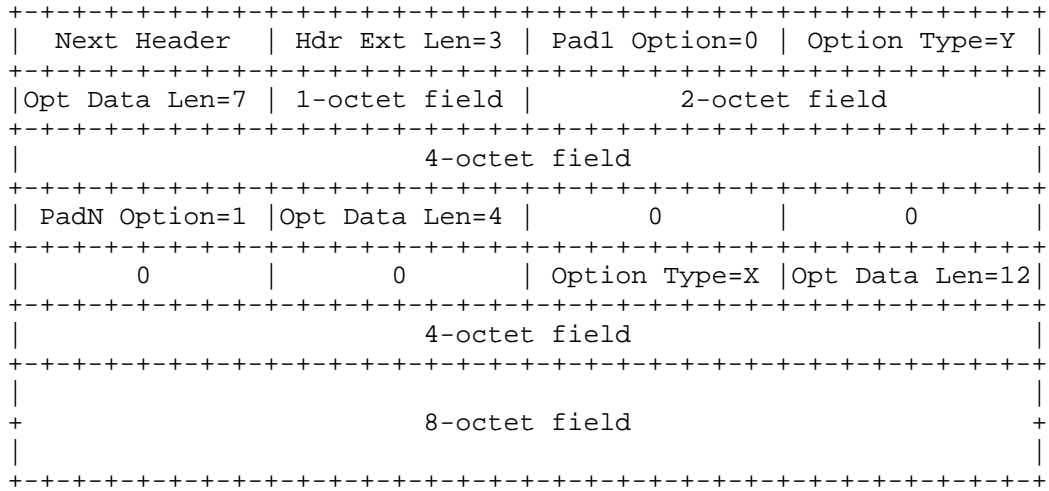 +-+-+-+-+-+-+-+-+-+-+-+-+-+-+-+-+-+-+-+-+-+-+-+-+-+-+-+-+-+-+-+-+
|  Next Header  | Hdr Ext Len=3 | Pad1 Option=0 | Option Type=Y |
+-+-+-+-+-+-+-+-+-+-+-+-+-+-+-+-+-+-+-+-+-+-+-+-+-+-+-+-+-+-+-+-+
|Opt Data Len=7 | 1-octet field |         2-octet field         |
+-+-+-+-+-+-+-+-+-+-+-+-+-+-+-+-+-+-+-+-+-+-+-+-+-+-+-+-+-+-+-+-+
|                         4-octet field                         |
+-+-+-+-+-+-+-+-+-+-+-+-+-+-+-+-+-+-+-+-+-+-+-+-+-+-+-+-+-+-+-+-+
| PadN Option=1 |Opt Data Len=4 |       0       |       0       |
+-+-+-+-+-+-+-+-+-+-+-+-+-+-+-+-+-+-+-+-+-+-+-+-+-+-+-+-+-+-+-+-+
|       0       |       0       | Option Type=X |Opt Data Len=12|
+-+-+-+-+-+-+-+-+-+-+-+-+-+-+-+-+-+-+-+-+-+-+-+-+-+-+-+-+-+-+-+-+
|                         4-octet field                         |
+-+-+-+-+-+-+-+-+-+-+-+-+-+-+-+-+-+-+-+-+-+-+-+-+-+-+-+-+-+-+-+-+
|                                                               |
+                         8-octet field                         +
|                                                               |
+-+-+-+-+-+-+-+-+-+-+-+-+-+-+-+-+-+-+-+-+-+-+-+-+-+-+-+-+-+-+-+-+